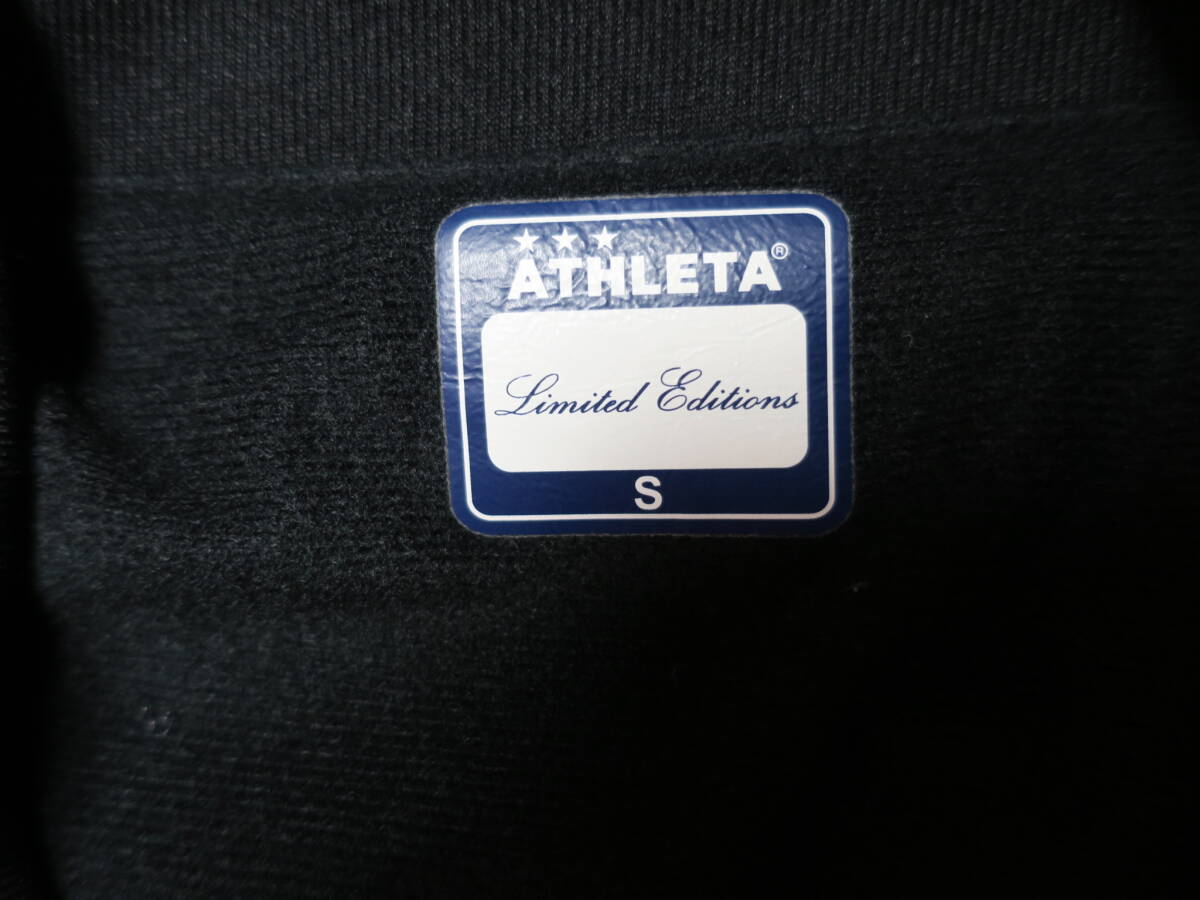 ★★★
ATHLETA®
Limited Editions
S